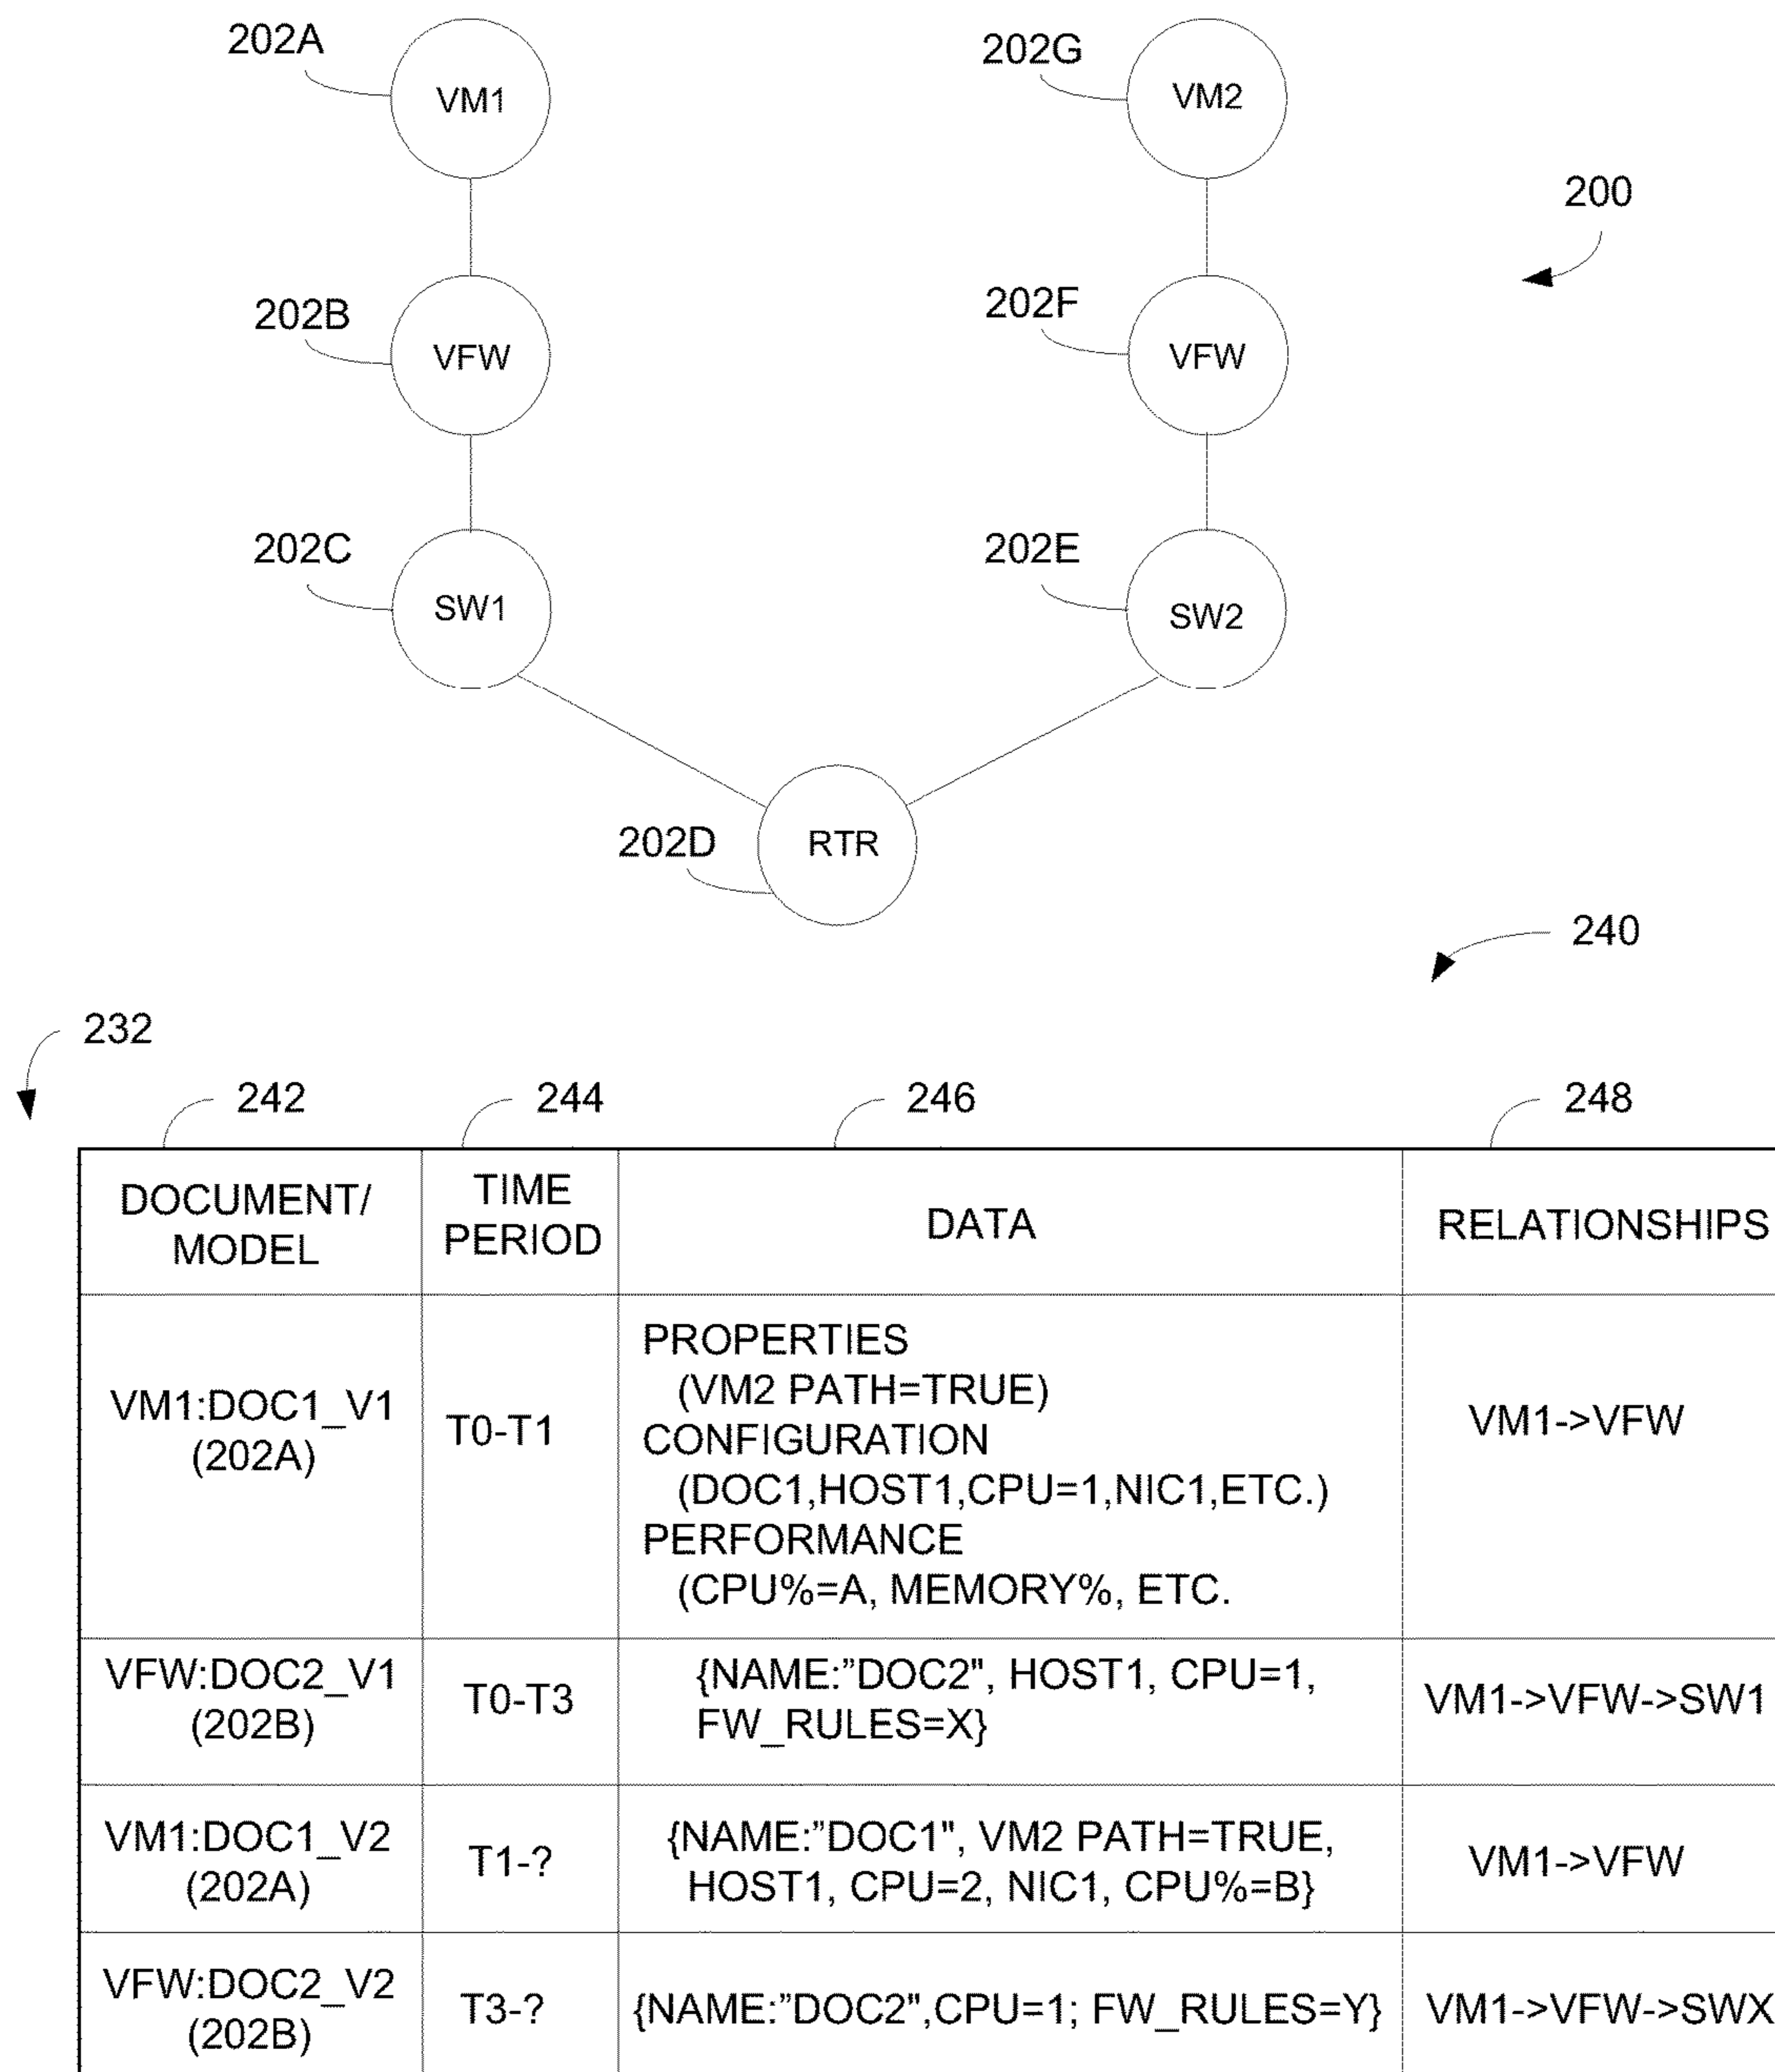 202A
VM1
202G
VM2
200
202B
VFW
202F
VFW
202C
SW1
202E
SW2
202D
RTR
240
232
242
244
246
248
DOCUMENT/
MODEL
TIME
PERIOD
DATA
RELATIONSHIPS
VM1:DOC1_V1
(202A)
T0-T1
PROPERTIES
(VM2 PATH=TRUE)
CONFIGURATION
(DOC1,HOST1,CPU=1,NIC1,ETC.)
PERFORMANCE
(CPU%=A, MEMORY%, ETC.
VM1->VFW
VFW:DOC2_V1
(202B)
T0-T3
{NAME:”DOC2", HOST1, CPU=1,
FW_RULES=X}
VM1->VFW->SW1
VM1:DOC1_V2
(202A)
T1-?
{NAME:”DOC1", VM2 PATH=TRUE,
HOST1, CPU=2, NIC1, CPU%=B}
VM1->VFW
VFW:DOC2_V2
(202B)
T3-?
{NAME:”DOC2",CPU=1; FW_RULES=Y}
VM1->VFW->SWX